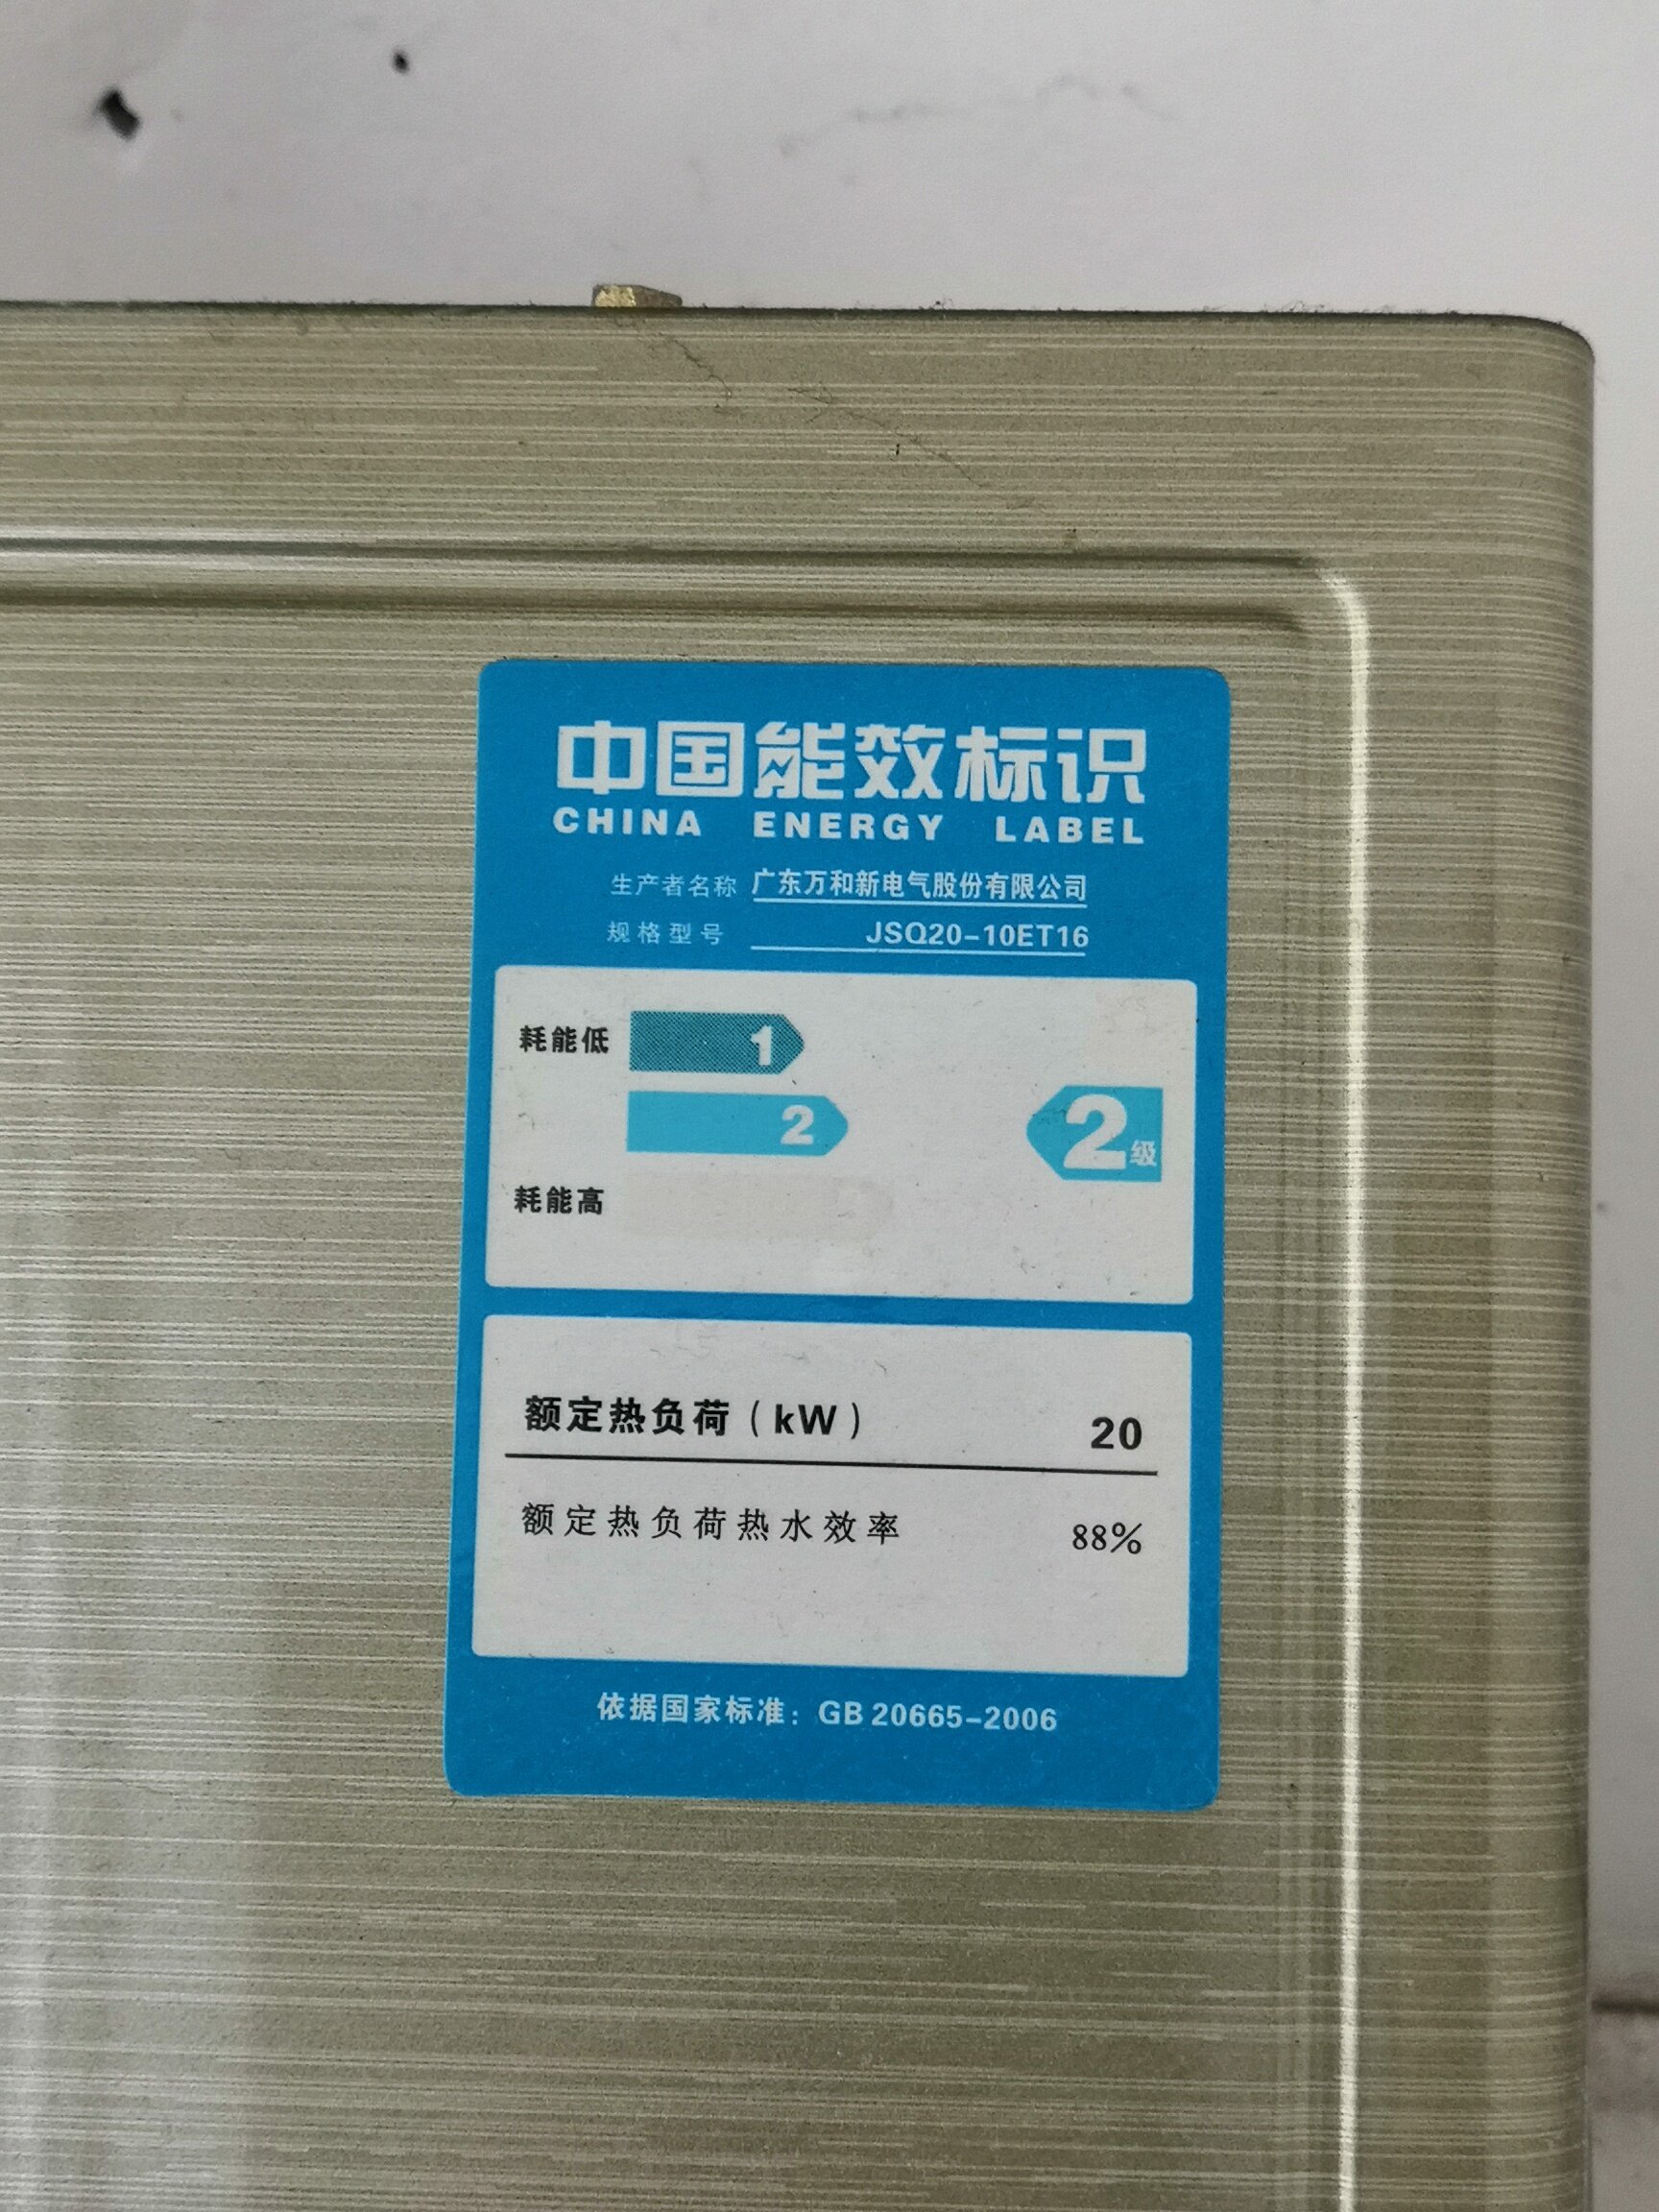 中国能效标识
CHINA ENERGY LABEL
生产者名称 广东万和新电气股份有限公司
规格型号 JSQ20-10ET16
耗能低 1
2 2级
耗能高
额定热负荷（kW） 20
额定热负荷热水效率 88%
依据国家标准：GB 20665-2006